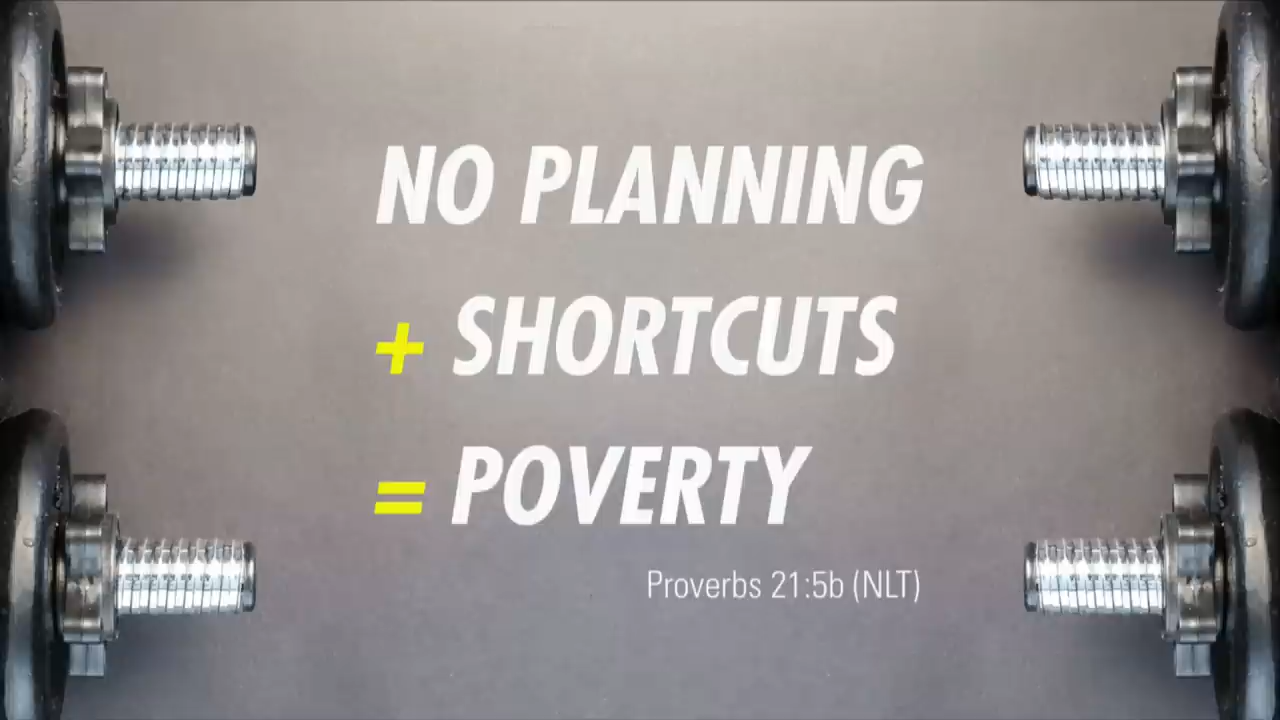 NO PLANNING
+ SHORTCUTS
= POVERTY
Proverbs 21:5b (NLT)